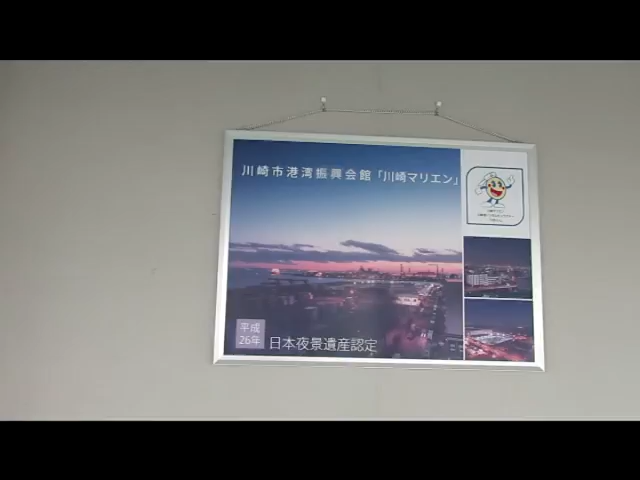 川崎市港湾振興会館「川崎マリエン」
平成
26年
日本夜景遺産認定